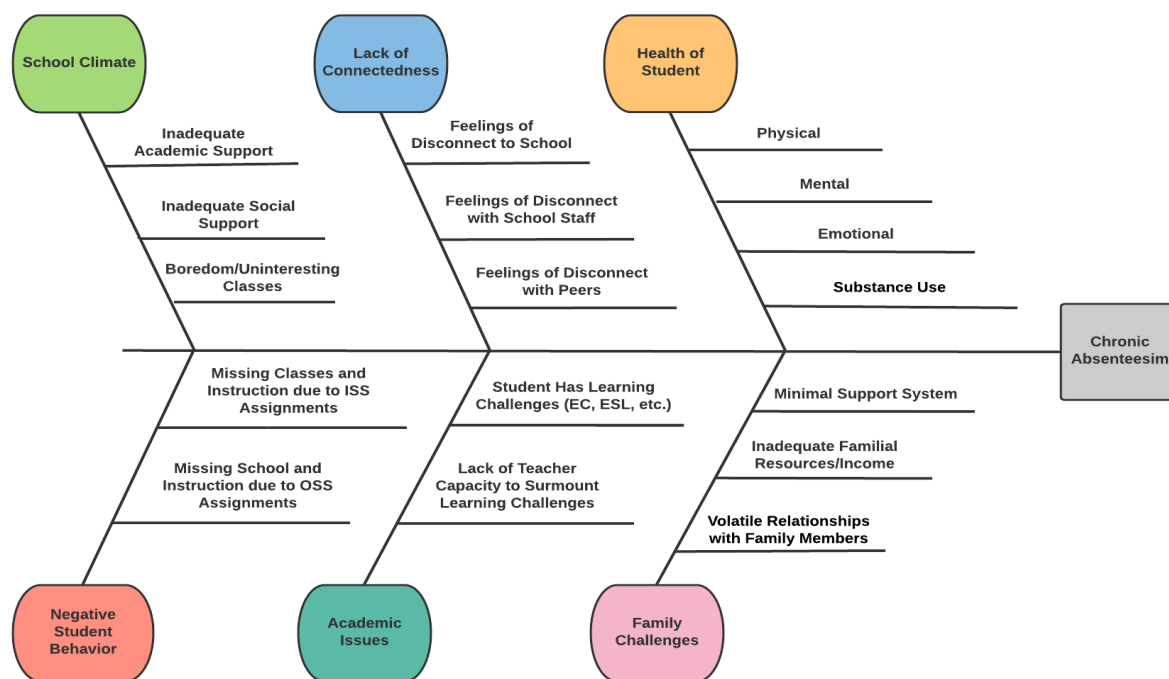 School Climate
Lack of
Connectedness
Health of
Student
Inadequate
Academic Support
Inadequate Social
Support
Boredom/Uninteresting
Classes
Feelings of
Disconnect to School
Feelings of Disconnect
with School Staff
Feelings of Disconnect
with Peers
Physical
Mental
Emotional
Substance Use
Chronic
Absenteesim
Missing Classes and
Instruction due to ISS
Assignments
Missing School and
Instruction due to OSS
Assignments
Student Has Learning
Challenges (EC, ESL, etc.)
Lack of Teacher
Capacity to Surmount
Learning Challenges
Minimal Support System
Inadequate Familial
Resources/Income
Volatile Relationships
with Family Members
Negative
Student
Behavior
Academic
Issues
Family
Challenges